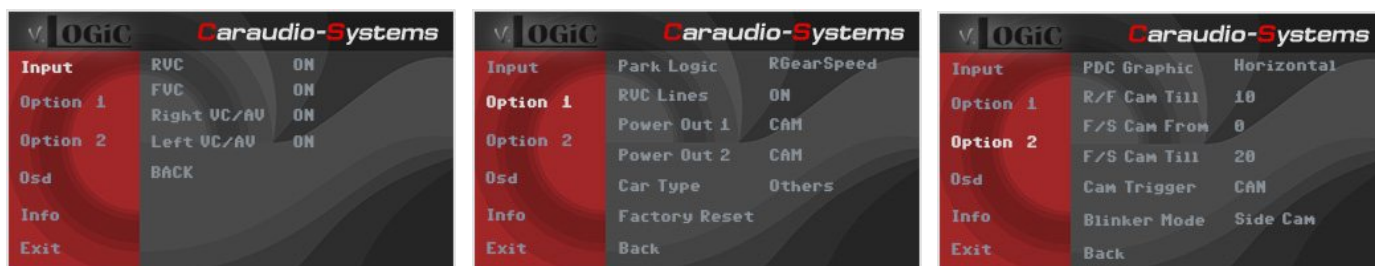 v.LOGiC Caraudio-Systems
Input
Option 1
Option 2
Osd
Info
Exit
RVC ON
FVC ON
Right VC/AV ON
Left VC/AV ON
BACK
v.LOGiC Caraudio-Systems
Input
Option 1
Option 2
Osd
Info
Exit
Park Logic RGearSpeed
RVC Lines ON
Power Out 1 CAM
Power Out 2 CAM
Car Type Others
Factory Reset
Back
v.LOGiC Caraudio-Systems
Input
Option 1
Option 2
Osd
Info
Exit
PDC Graphic Horizontal
R/F Cam Till 10
F/S Cam From 0
F/S Cam Till 20
Cam Trigger CAN
Blinker Mode Side Cam
Back